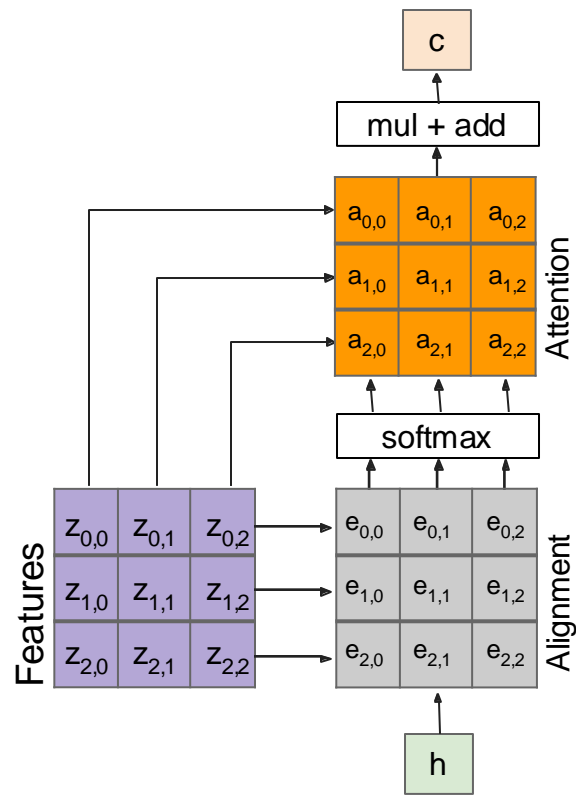 c
mul + add
a0,0 a0,1 a0,2
a1,0 a1,1 a1,2
a2,0 a2,1 a2,2
Attention
softmax
Features
z0,0 z0,1 z0,2
z1,0 z1,1 z1,2
z2,0 z2,1 z2,2
e0,0 e0,1 e0,2
e1,0 e1,1 e1,2
e2,0 e2,1 e2,2
Alignment
h